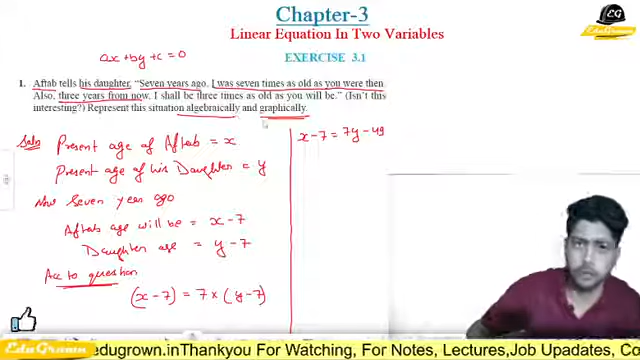 Chapter-3
EG
Linear Equation In Two Variables
ax+by+c=0
EXERCISE 3.1
1. Aftab tells his daughter, "Seven years ago, I was seven times as old as you were then.
Also, three years from now, I shall be three times as old as you will be." (Isn't this
interesting?) Represent this situation algebraically and graphically.
Soln Present age of Aftab = x
Present age of his Daughter = y
Now Seven year ago
Aftab age will be = x-7
Daughter age = y-7
Acc to question
(x-7) = 7 × (y-7)
x-7 = 7y-49
EduGrown
edugrown.inThankyou For Watching, For Notes, Lectures,Job Upadates, Co